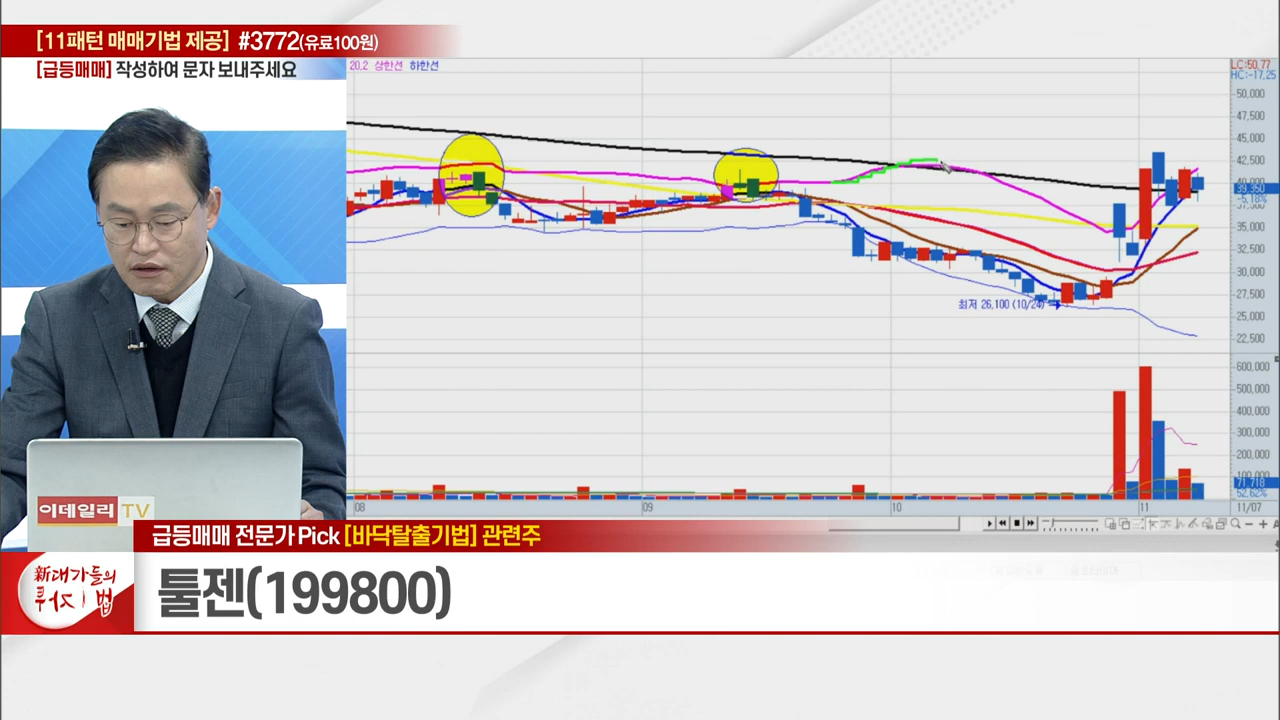 [11패턴 매매기법 제공] #3772(유료100원)
[급등매매] 작성하여 문자 보내주세요
20,2 상한선 하한선
LC:50,77
HC:-17,25
50,000
47,500
45,000
42,500
40,000
39,350
-5,18%
37,500
35,000
32,500
30,000
27,500
25,000
22,500
최저 26,100 (10/24)
600,000
500,000
400,000
300,000
200,000
100,000
71,718
52,62%
08
09
10
11
11/07
이데일리 TV
급등매매 전문가 Pick [바닥탈출기법] 관련주
新대가들의
투자비법
툴젠(199800)